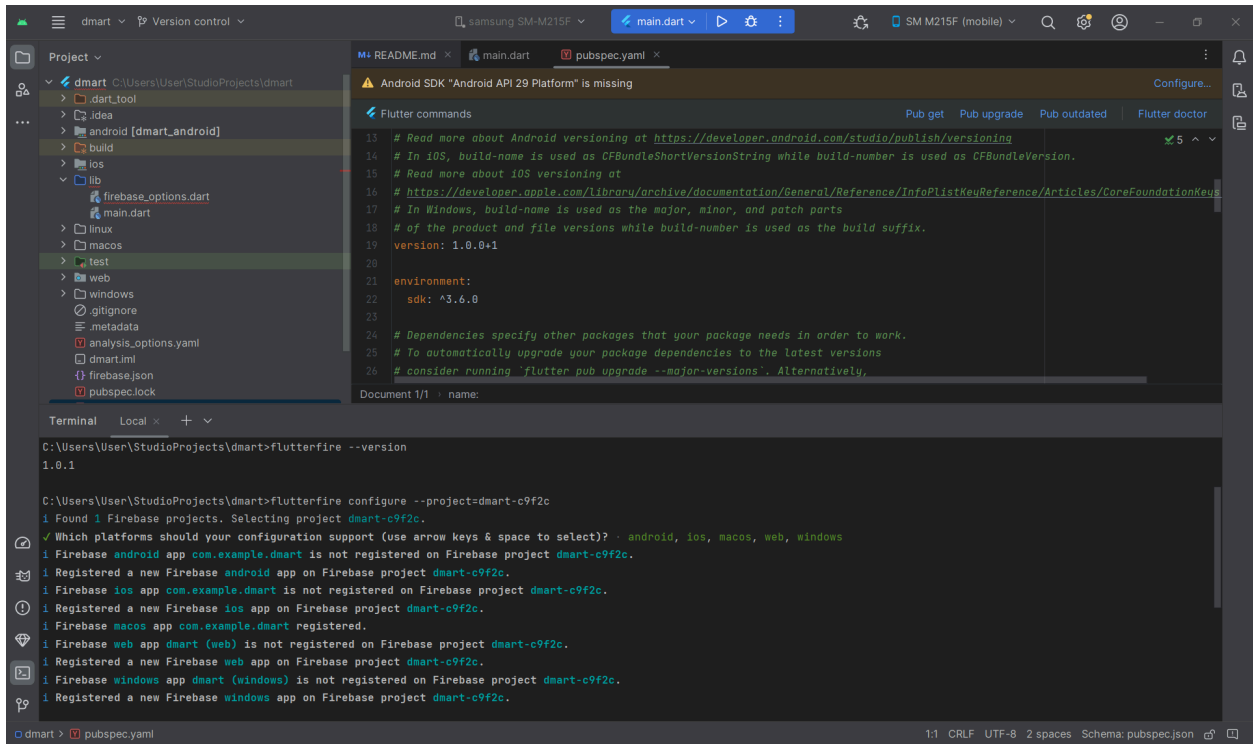 dmart
Version control
samsung SM-M215F
main.dart
SM M215F (mobile)
Project
dmart C:\Users\User\StudioProjects\dmart
.dart_tool
.idea
android [dmart_android]
build
ios
lib
firebase_options.dart
main.dart
linux
macos
test
web
windows
.gitignore
.metadata
analysis_options.yaml
dmart.iml
firebase.json
pubspec.lock
M↓ README.md
main.dart
pubspec.yaml
Android SDK "Android API 29 Platform" is missing
Configure...
Flutter commands
Pub get Pub upgrade Pub outdated Flutter doctor
5
13 # Read more about Android versioning at https://developer.android.com/studio/publish/versioning
14 # In iOS, build-name is used as CFBundleShortVersionString while build-number is used as CFBundleVersion.
15 # Read more about iOS versioning at
16 # https://developer.apple.com/library/archive/documentation/General/Reference/InfoPlistKeyReference/Articles/CoreFoundationKeys
17 # In Windows, build-name is used as the major, minor, and patch parts
18 # of the product and file versions while build-number is used as the build suffix.
19 version: 1.0.0+1
20
21 environment:
22 sdk: ^3.6.0
23
24 # Dependencies specify other packages that your package needs in order to work.
25 # To automatically upgrade your package dependencies to the latest versions
26 # consider running `flutter pub upgrade --major-versions`. Alternatively,
Document 1/1 › name:
Terminal Local
C:\Users\User\StudioProjects\dmart>flutterfire --version
1.0.1
C:\Users\User\StudioProjects\dmart>flutterfire configure --project=dmart-c9f2c
i Found 1 Firebase projects. Selecting project dmart-c9f2c.
✓ Which platforms should your configuration support (use arrow keys & space to select)? · android, ios, macos, web, windows
i Firebase android app com.example.dmart is not registered on Firebase project dmart-c9f2c.
i Registered a new Firebase android app on Firebase project dmart-c9f2c.
i Firebase ios app com.example.dmart is not registered on Firebase project dmart-c9f2c.
i Registered a new Firebase ios app on Firebase project dmart-c9f2c.
i Firebase macos app com.example.dmart registered.
i Firebase web app dmart (web) is not registered on Firebase project dmart-c9f2c.
i Registered a new Firebase web app on Firebase project dmart-c9f2c.
i Firebase windows app dmart (windows) is not registered on Firebase project dmart-c9f2c.
i Registered a new Firebase windows app on Firebase project dmart-c9f2c.
dmart > pubspec.yaml
1:1 CRLF UTF-8 2 spaces Schema: pubspec.json